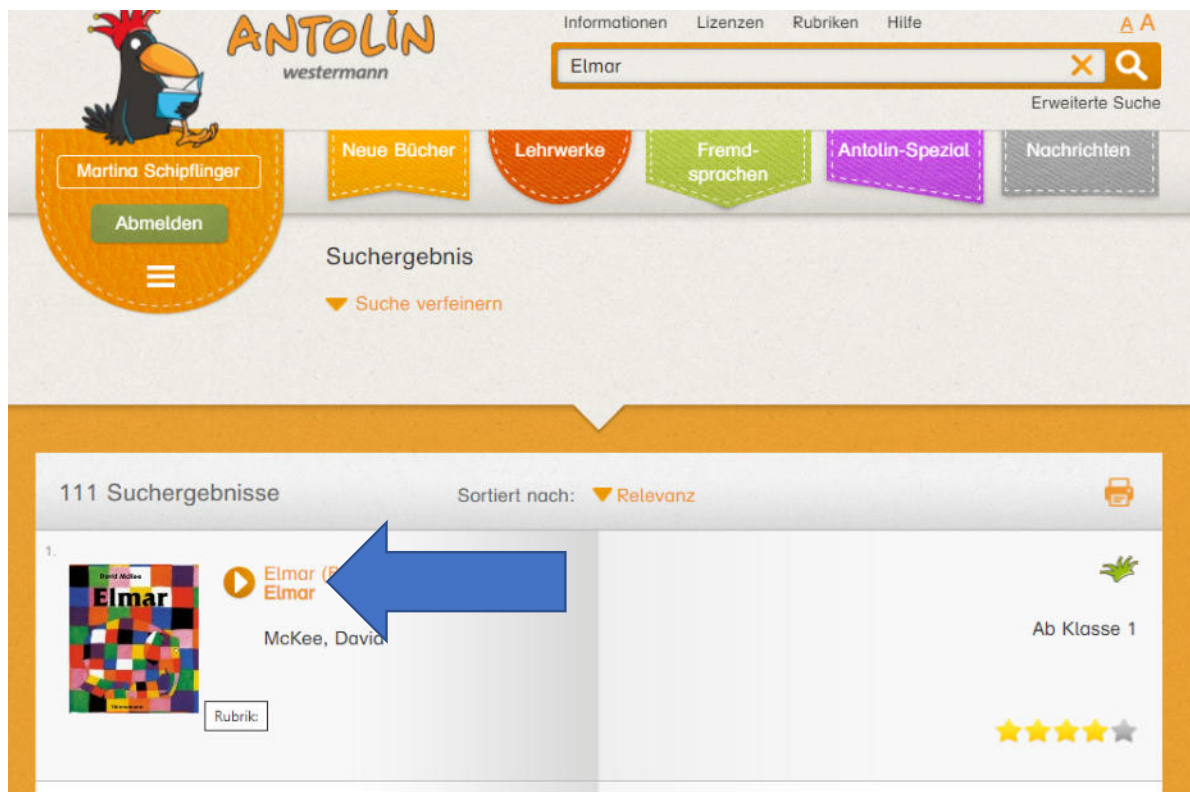 Informationen Lizenzen Rubriken Hilfe A A
ANTOLIN
westermann
Elmar
Erweiterte Suche
Martina Schipflinger
Abmelden
Neue Bücher
Lehrwerke
Fremd-
sprachen
Antolin-Spezial
Nachrichten
Suchergebnis
Suche verfeinern
111 Suchergebnisse Sortiert nach: Relevanz
1.
David McKee
Elmar
Elmar
Elmar
McKee, David
Ab Klasse 1
Rubrik: